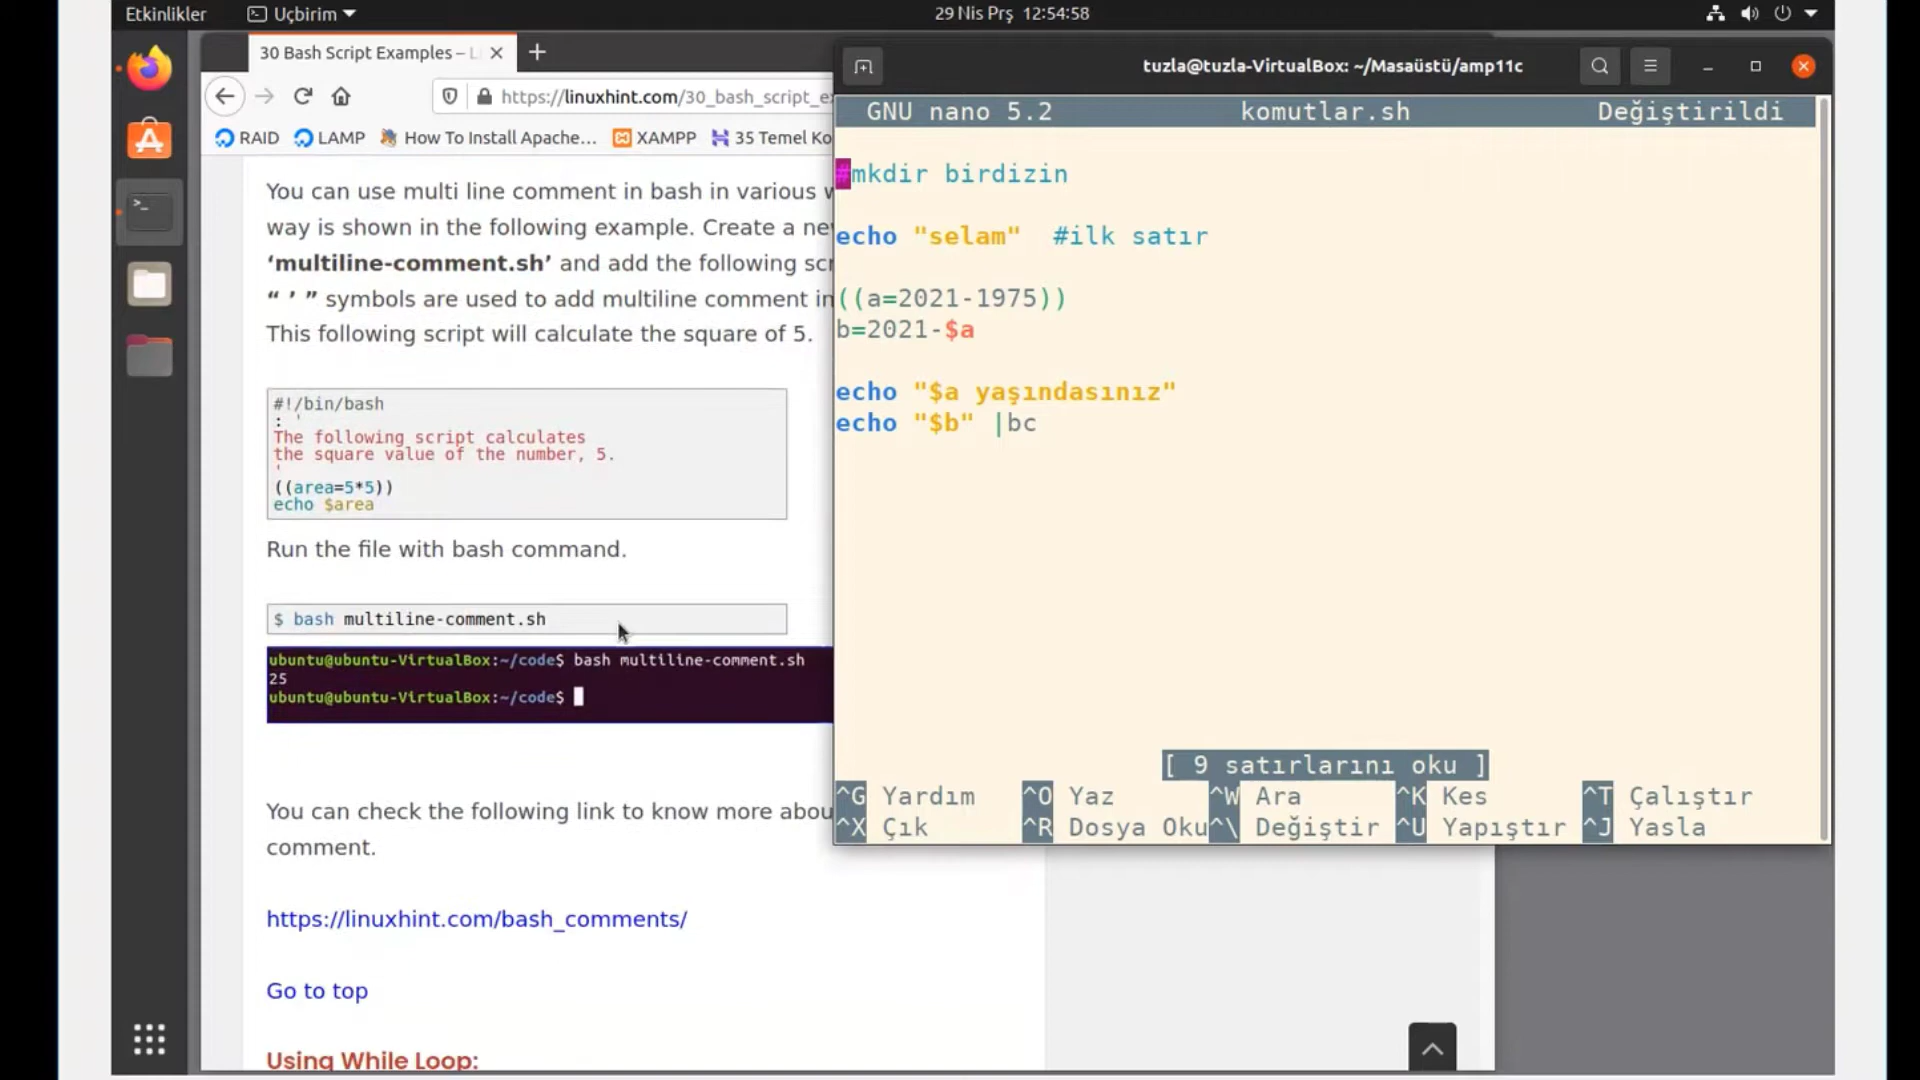 Etkinlikler
Uçbirim
29 Nis Prş 12:54:58
30 Bash Script Examples – L
https://linuxhint.com/30_bash_script_e
RAID
LAMP
How To Install Apache...
XAMPP
35 Temel Ko
You can use multi line comment in bash in various
way is shown in the following example. Create a
‘multiline-comment.sh’ and add the following
“ ’ ” symbols are used to add multiline comment
This following script will calculate the square of 5.
#!/bin/bash
: '
The following script calculates
the square value of the number, 5.
'
((area=5*5))
echo $area
Run the file with bash command.
$ bash multiline-comment.sh
ubuntu@ubuntu-VirtualBox:~/code$ bash multiline-comment.sh
25
ubuntu@ubuntu-VirtualBox:~/code$
You can check the following link to know more
comment.
https://linuxhint.com/bash_comments/
Go to top
Using While Loop:
tuzla@tuzla-VirtualBox: ~/Masaüstü/amp11c
GNU nano 5.2 komutlar.sh Değiştirildi
#mkdir birdizin
echo "selam" #ilk satır
((a=2021-1975))
b=2021-$a
echo "$a yaşındasınız"
echo "$b" |bc
[ 9 satırlarını oku ]
^G Yardım ^O Yaz ^W Ara ^K Kes ^T Çalıştır
^X Çık ^R Dosya Oku ^\ Değiştir ^U Yapıştır ^J Yasla